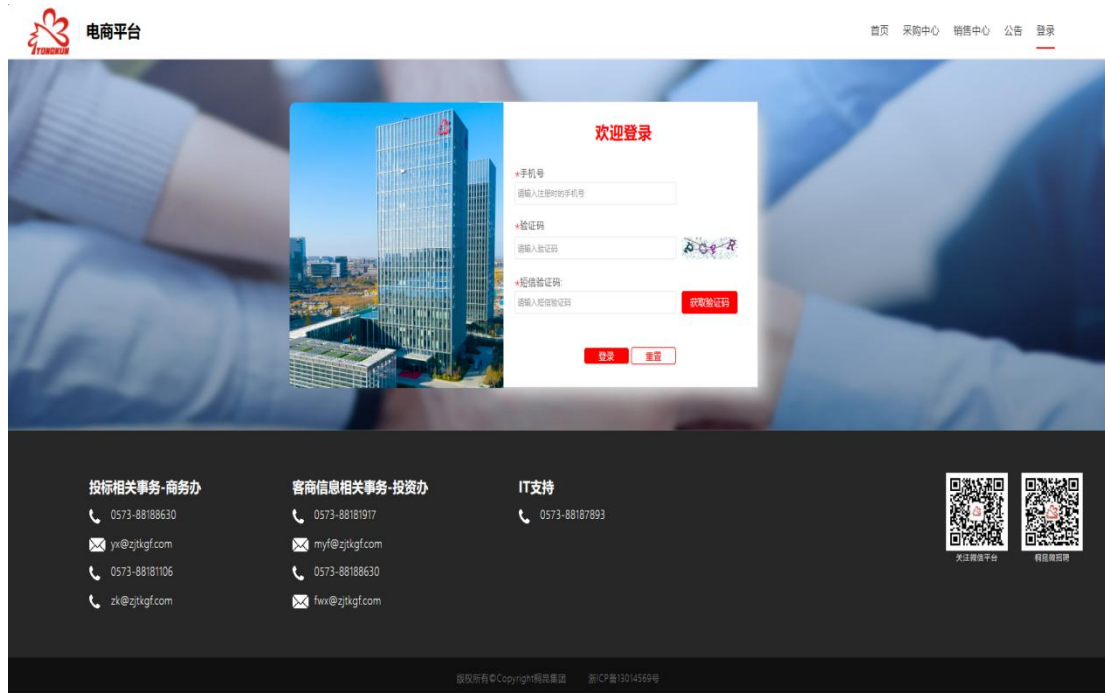 TONGKUN
电商平台
首页 采购中心 销售中心 公告 登录
欢迎登录
*手机号
请输入注册时的手机号
*验证码
请输入验证码
*短信验证码:
请输入短信验证码 获取验证码
登录 重置
投标相关事务-商务办
0573-88188630
yx@zjtkgf.com
0573-88181106
zk@zjtkgf.com
客商信息相关事务-投资办
0573-88181917
myf@zjtkgf.com
0573-88188630
fwx@zjtkgf.com
IT支持
0573-88187893
关注微信平台
桐昆微招聘
版权所有©Copyright桐昆集团 浙ICP备13014569号